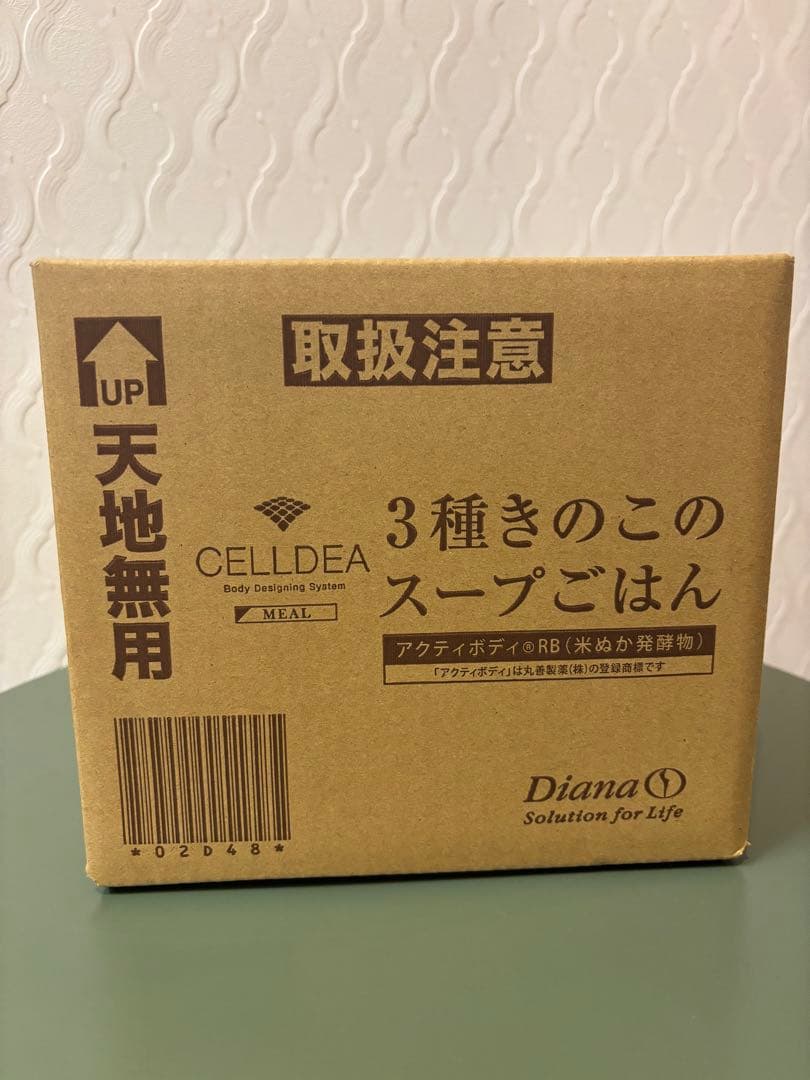 取扱注意
UP
天地無用
CELLDEA
Body Designing System
MEAL
3種きのこの
スープごはん
アクティボディ®RB(米ぬか発酵物)
「アクティボディ」は丸善製薬(株)の登録商標です
*02D48*
Diana
Solution for Life